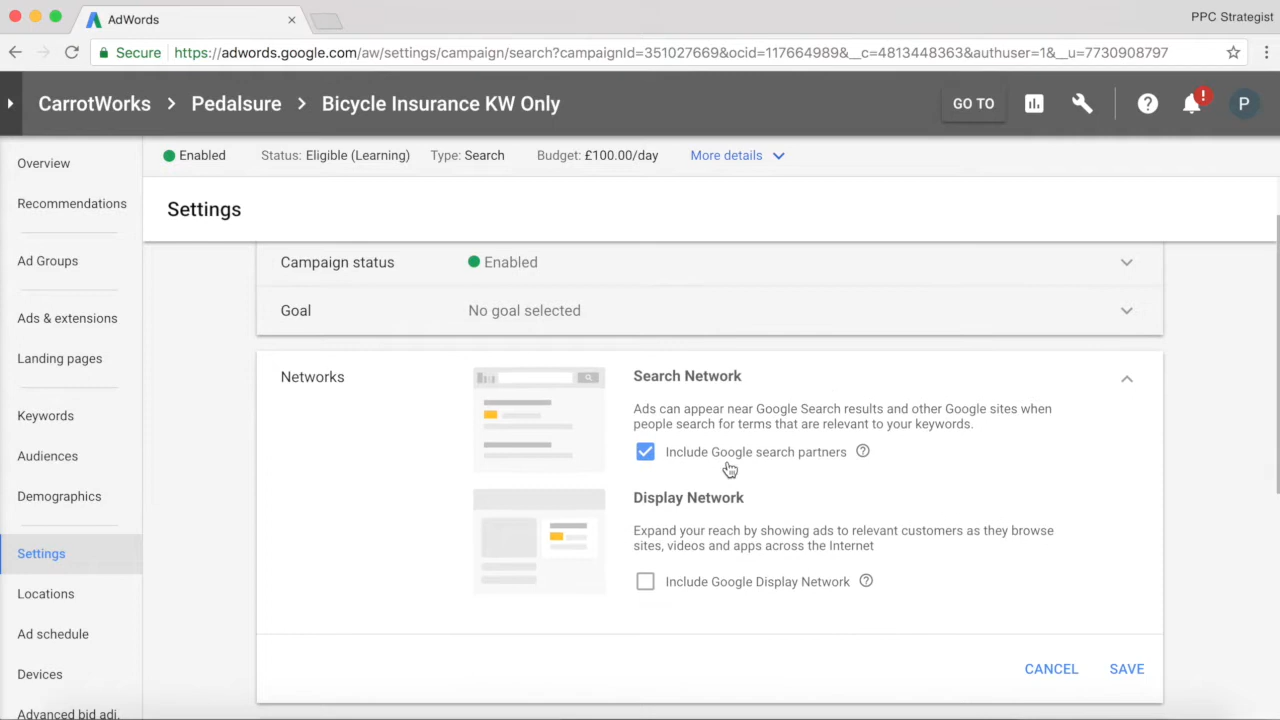 AdWords
PPC Strategist
Secure https://adwords.google.com/aw/settings/campaign/search?campaignId=351027669&ocid=117664989&__c=4813448363&authuser=1&__u=7730908797
CarrotWorks > Pedalsure > Bicycle Insurance KW Only
GO TO
P
Enabled Status: Eligible (Learning) Type: Search Budget: £100.00/day More details
Overview
Recommendations
Ad Groups
Ads & extensions
Landing pages
Keywords
Audiences
Demographics
Settings
Locations
Ad schedule
Devices
Advanced bid adj.
Settings
Campaign status Enabled
Goal No goal selected
Networks
Search Network
Ads can appear near Google Search results and other Google sites when
people search for terms that are relevant to your keywords.
Include Google search partners
Display Network
Expand your reach by showing ads to relevant customers as they browse
sites, videos and apps across the Internet
Include Google Display Network
CANCEL SAVE